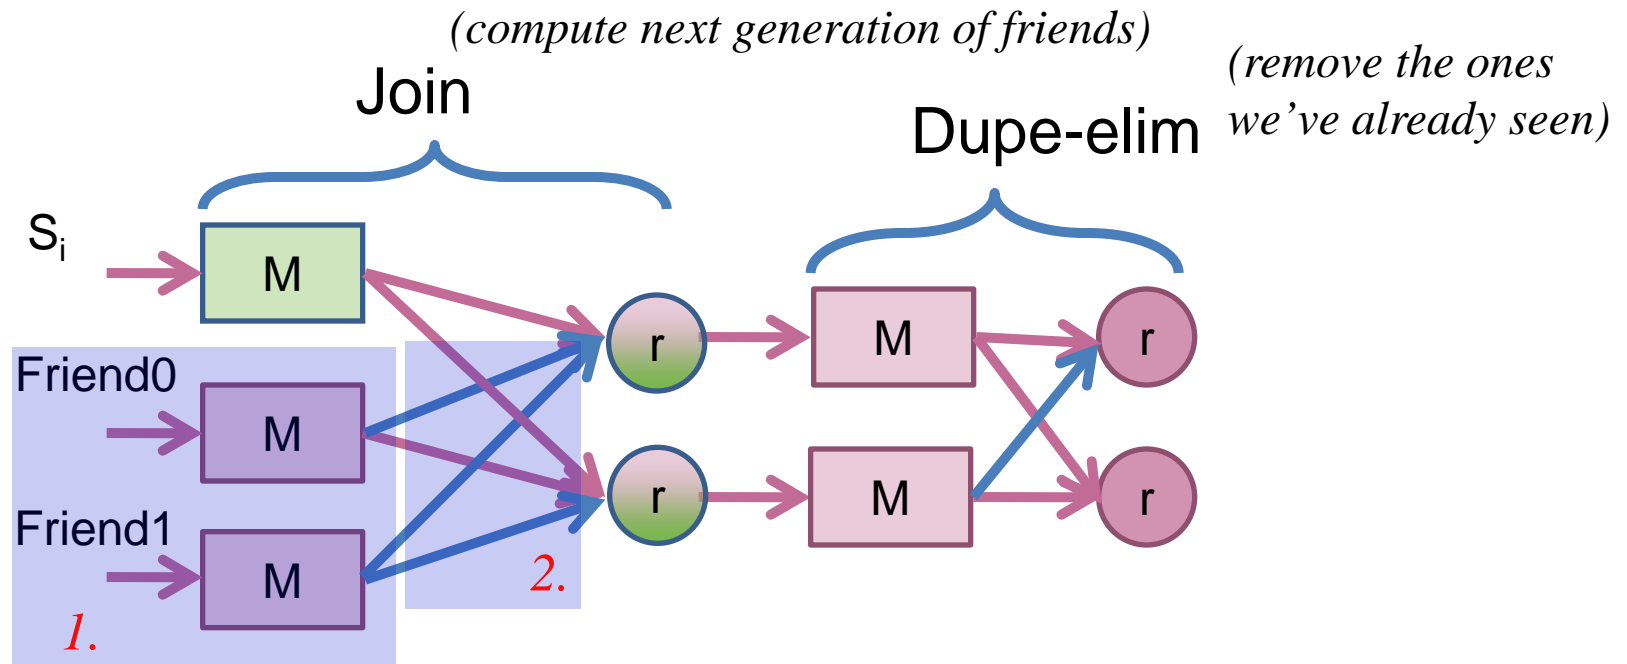 (compute next generation of friends)
(remove the ones
we've already seen)
Join
Dupe-elim
Si
M
Friend0
M
Friend1
M
1.
2.
r
r
M
M
r
r